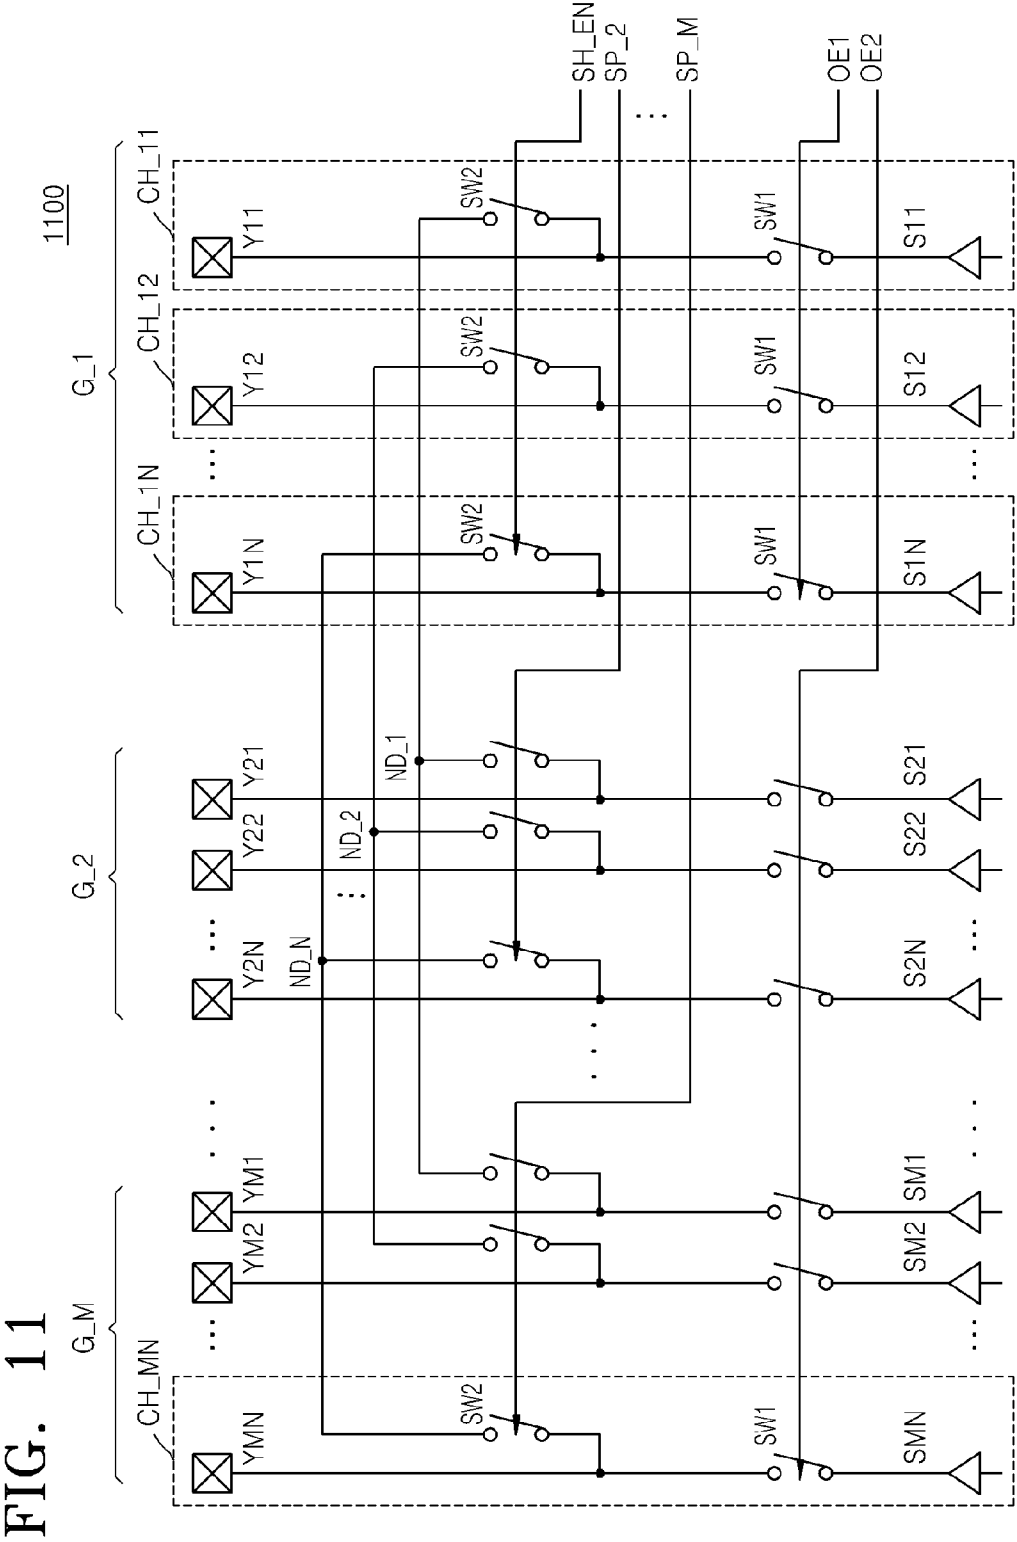 FIG. 11
1100
G_M G_2 G_1
CH_MN CH_1N CH_12 CH_11
YMN ... YM2 YM1 ... Y2N ... Y22 Y21 Y1N ... Y12 Y11
ND_N ... ND_2 ND_1
SW2 SW2 SW2 SW2
SH_EN
SP_2
...
SP_M
SW1 SW1 SW1 SW1
OE1
OE2
SMN ... SM2 SM1 ... S2N ... S22 S21 S1N ... S12 S11